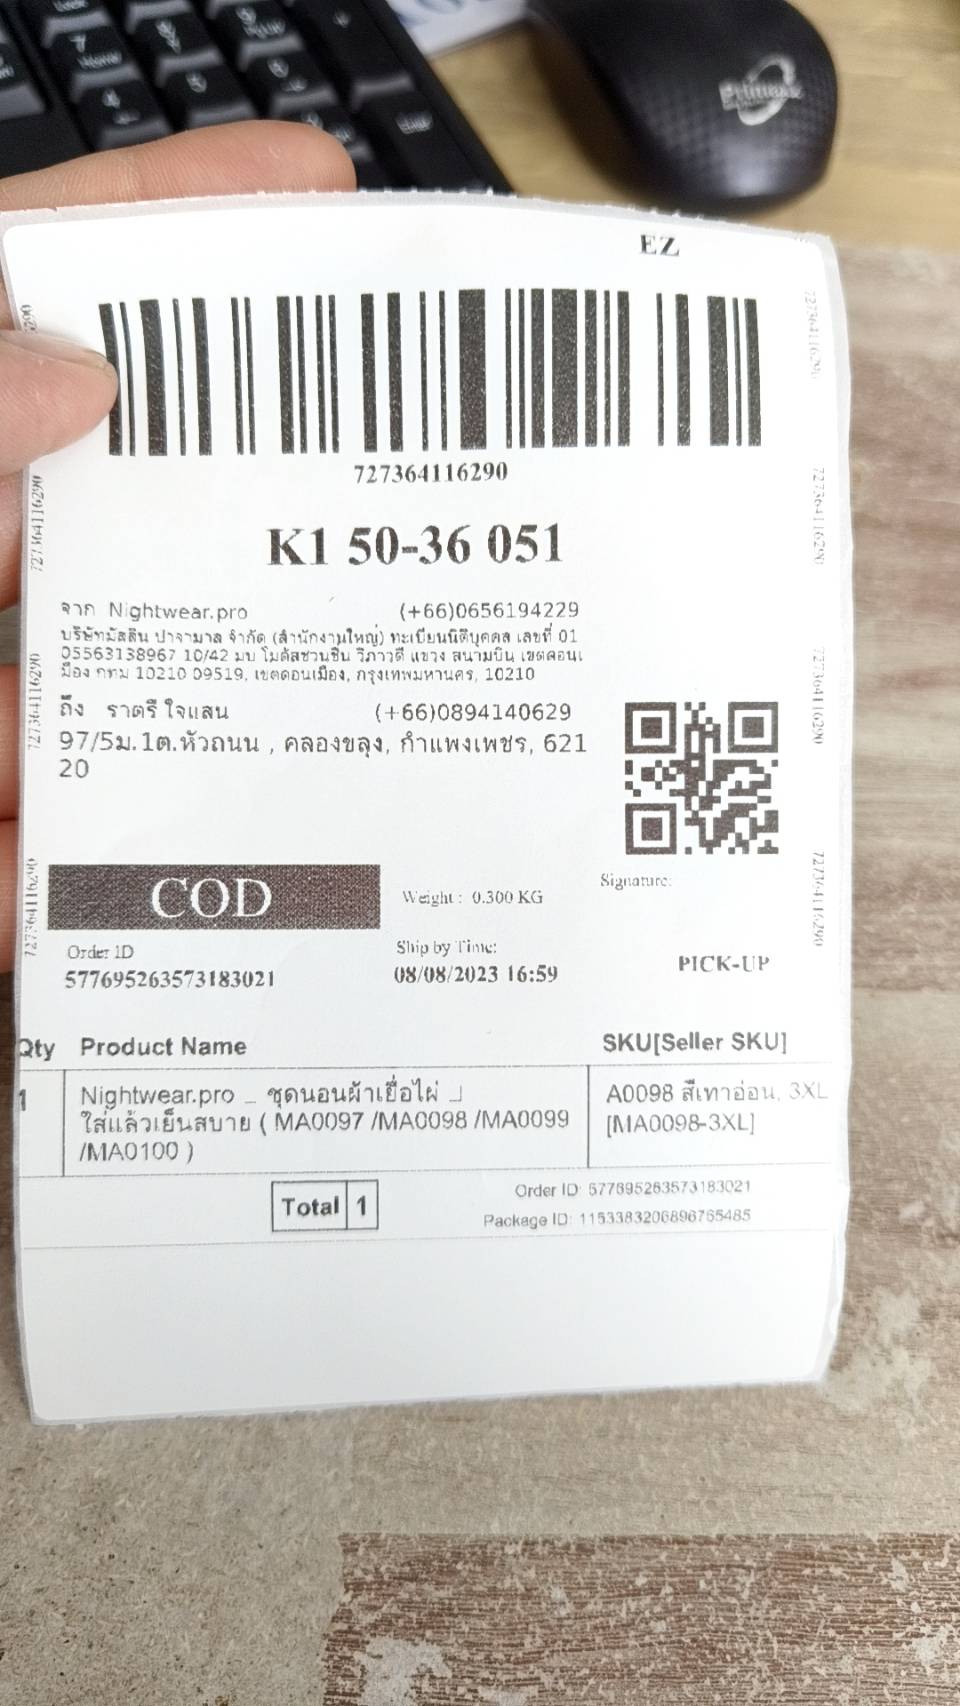 EZ
727364116290
K1 50-36 051
จาก Nightwear.pro (+66)0656194229
บริษัทมัสลิน ปาจามาล จำกัด (สำนักงานใหญ่) ทะเบียนนิติบุคคล เลขที่ 01
05563138967 10/42 มบ โมดัสชวนชื่น วิภาวดี แขวง สนามบิน เขตดอนเ
มือง กทม 10210 09519, เขตดอนเมือง, กรุงเทพมหานคร, 10210
ถึง ราตรี ใจแสน (+66)0894140629
97/5ม.1ต.หัวถนน , คลองขลุง, กำแพงเพชร, 621
20
COD
Weight : 0.300 KG
Signature:
Order ID
577695263573183021
Ship by Time:
08/08/2023 16:59
PICK-UP
Qty Product Name SKU[Seller SKU]
1 Nightwear.pro _ ชุดนอนผ้าเยื่อไผ่ A0098 สีเทาอ่อน, 3XL
ใส่แล้วเย็นสบาย ( MA0097 /MA0098 /MA0099 [MA0098-3XL]
/MA0100 )
Total 1
Order ID: 577695263573183021
Package ID: 1153383206896765485
727364116290
727364116290
727364116290
727364116290
727364116290
727364116290
727364116290
Primaxx
7
Home
4
5
6
Enter